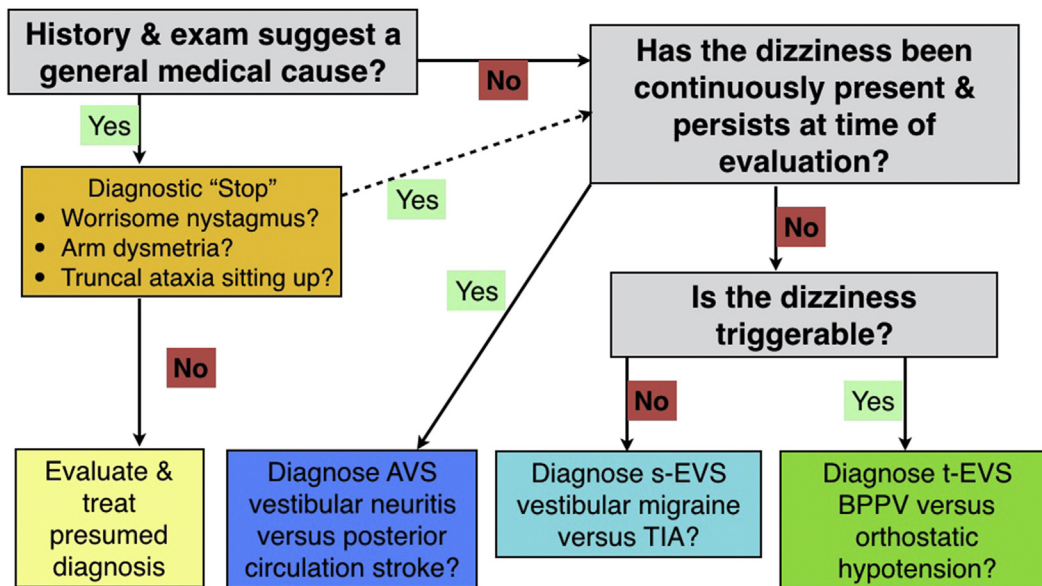 History & exam suggest a
general medical cause?
No
Has the dizziness been
continuously present &
persists at time of
evaluation?
Yes
Diagnostic “Stop”
• Worrisome nystagmus?
• Arm dysmetria?
• Truncal ataxia sitting up?
Yes
No
Yes
Is the dizziness
triggerable?
No
No
Yes
Evaluate &
treat
presumed
diagnosis
Diagnose AVS
vestibular neuritis
versus posterior
circulation stroke?
Diagnose s-EVS
vestibular migraine
versus TIA?
Diagnose t-EVS
BPPV versus
orthostatic
hypotension?